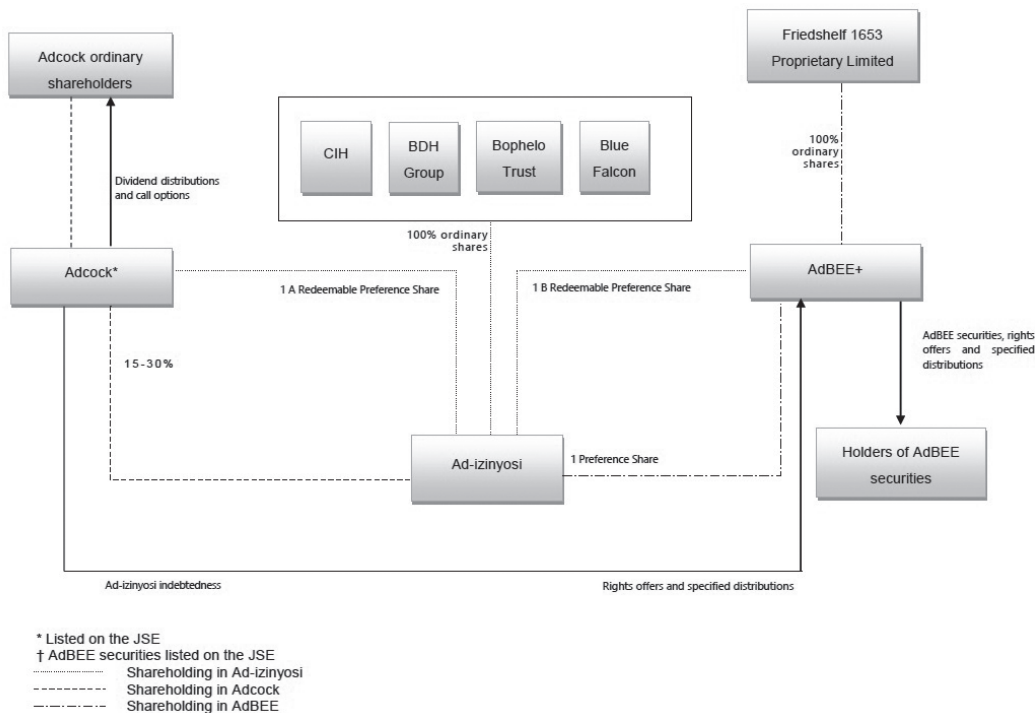 Adcock ordinary
shareholders
Friedshelf 1653
Proprietary Limited
CIH
BDH
Group
Bophelo
Trust
Blue
Falcon
100%
ordinary
shares
Dividend distributions
and call options
100% ordinary
shares
Adcock*
AdBEE+
1 A Redeemable Preference Share
1 B Redeemable Preference Share
AdBEE securities, rights
offers and specified
distributions
15-30%
Ad-izinyosi
1 Preference Share
Holders of AdBEE
securities
Ad-izinyosi indebtedness
Rights offers and specified distributions
* Listed on the JSE
† AdBEE securities listed on the JSE
Shareholding in Ad-izinyosi
Shareholding in Adcock
Shareholding in AdBEE